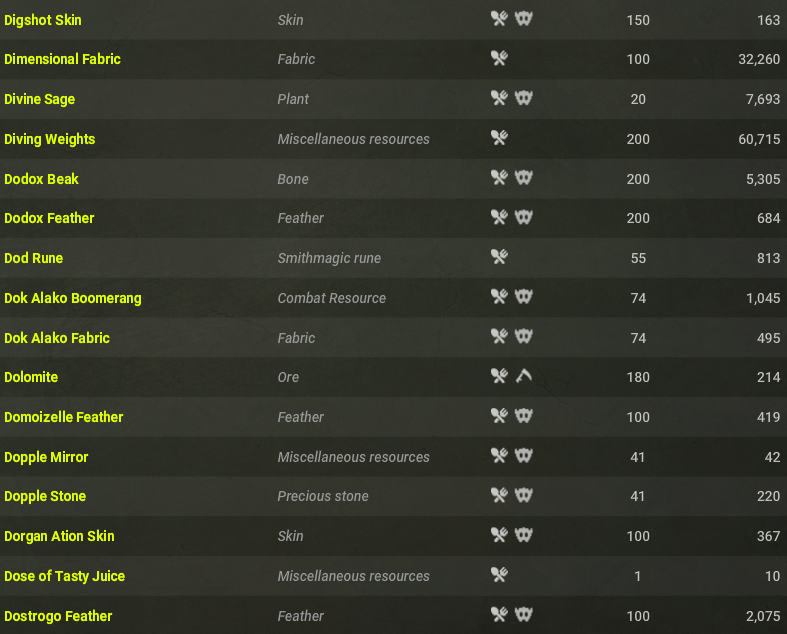 Digshot Skin Skin 150 163
Dimensional Fabric Fabric 100 32,260
Divine Sage Plant 20 7,693
Diving Weights Miscellaneous resources 200 60,715
Dodox Beak Bone 200 5,305
Dodox Feather Feather 200 684
Dod Rune Smithmagic rune 55 813
Dok Alako Boomerang Combat Resource 74 1,045
Dok Alako Fabric Fabric 74 495
Dolomite Ore 180 214
Domoizelle Feather Feather 100 419
Dopple Mirror Miscellaneous resources 41 42
Dopple Stone Precious stone 41 220
Dorgan Ation Skin Skin 100 367
Dose of Tasty Juice Miscellaneous resources 1 10
Dostrogo Feather Feather 100 2,075